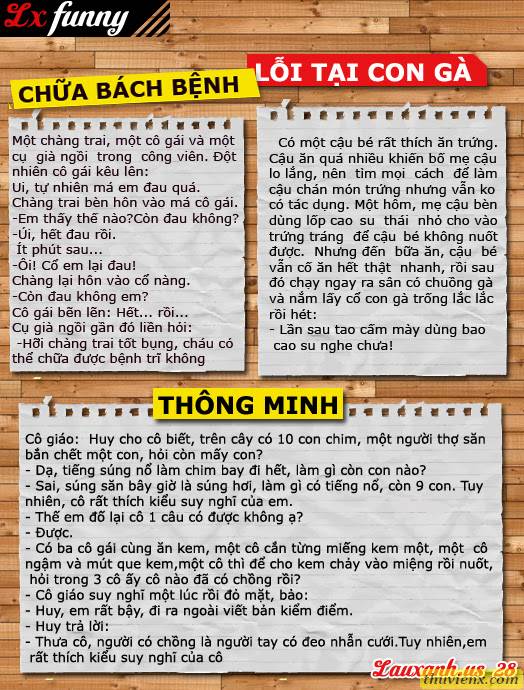 Lx funny
CHỮA BÁCH BỆNH
Một chàng trai, một cô gái và một
cụ già ngồi trong công viên. Đột
nhiên cô gái kêu lên:
Ui, tự nhiên má em đau quá.
Chàng trai bèn hôn vào má cô gái.
-Em thấy thế nào?Còn đau không?
-Úi, hết đau rồi.
Ít phút sau...
-Ôi! Cổ em lại đau!
Chàng lại hôn vào cổ nàng.
-Còn đau không em?
Cô gái bẽn lẽn: Hết... rồi...
Cụ già ngồi gần đó liền hỏi:
-Hỡi chàng trai tốt bụng, cháu có
thể chữa được bệnh trĩ không
LỖI TẠI CON GÀ
Có một cậu bé rất thích ăn trứng.
Cậu ăn quá nhiều khiến bố mẹ cậu
lo lắng, nên tìm mọi cách để làm
cậu chán món trứng nhưng vẫn ko
có tác dụng. Một hôm, mẹ cậu bèn
dùng lốp cao su thái nhỏ cho vào
trứng tráng để cậu bé không nuốt
được. Nhưng đến bữa ăn, cậu bé
vẫn cố ăn hết thật nhanh, rồi sau
đó chạy ngay ra sân có chuồng gà
và nắm lấy cổ con gà trống lắc lắc
rồi hét:
- Lần sau tao cấm mày dùng bao
cao su nghe chưa!
THÔNG MINH
Cô giáo: Huy cho cô biết, trên cây có 10 con chim, một người thợ săn
bắn chết một con, hỏi còn mấy con?
- Dạ, tiếng súng nổ làm chim bay đi hết, làm gì còn con nào?
- Sai, súng săn bây giờ là súng hơi, làm gì có tiếng nổ, còn 9 con. Tuy
nhiên, cô rất thích kiểu suy nghĩ của em.
- Thế em đố lại cô 1 câu có được không ạ?
- Được.
- Có ba cô gái cùng ăn kem, một cô cắn từng miếng kem một, một cô
ngậm và mút que kem,một cô thì để cho kem chảy vào miệng rồi nuốt,
hỏi trong 3 cô ấy cô nào đã có chồng rồi?
- Cô giáo suy nghĩ một lúc rồi đỏ mặt, bảo:
- Huy, em rất bậy, đi ra ngoài viết bản kiểm điểm.
- Huy trả lời:
- Thưa cô, người có chồng là người tay có đeo nhẫn cưới.Tuy nhiên,em
rất thích kiểu suy nghĩ của cô
Lauxanh.us_28
thuvienx.com